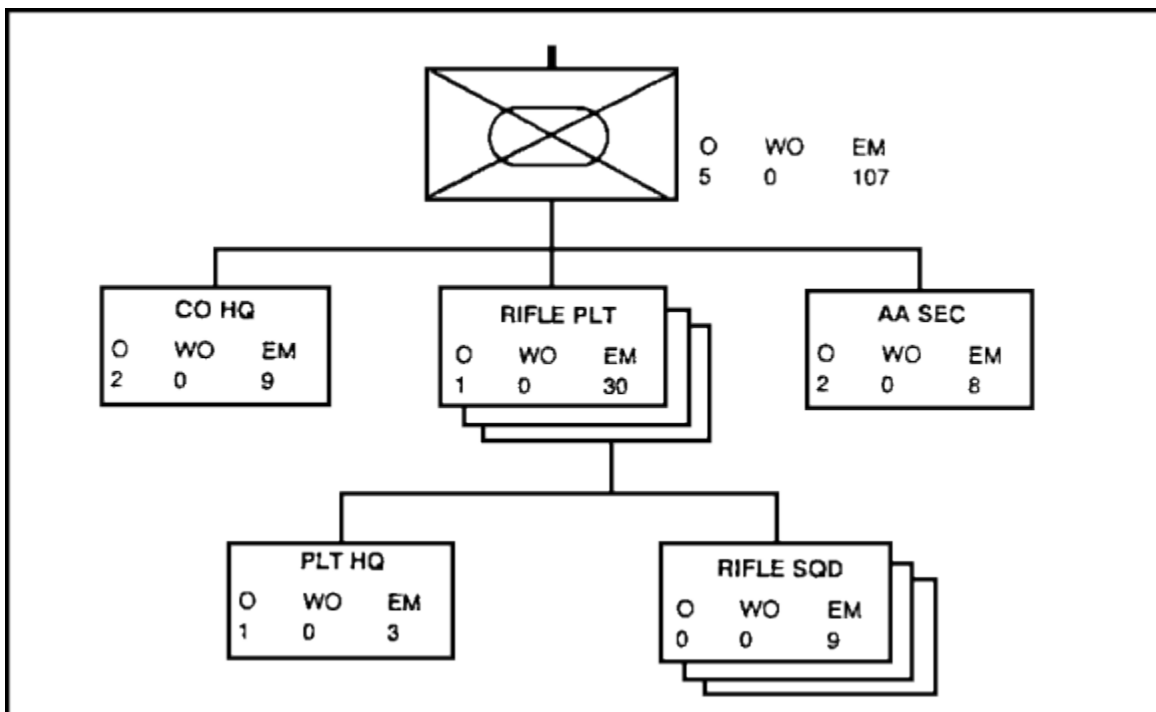 O WO EM
5 0 107
CO HQ
O WO EM
2 0 9
RIFLE PLT
O WO EM
1 0 30
AA SEC
O WO EM
2 0 8
PLT HQ
O WO EM
1 0 3
RIFLE SQD
O WO EM
0 0 9